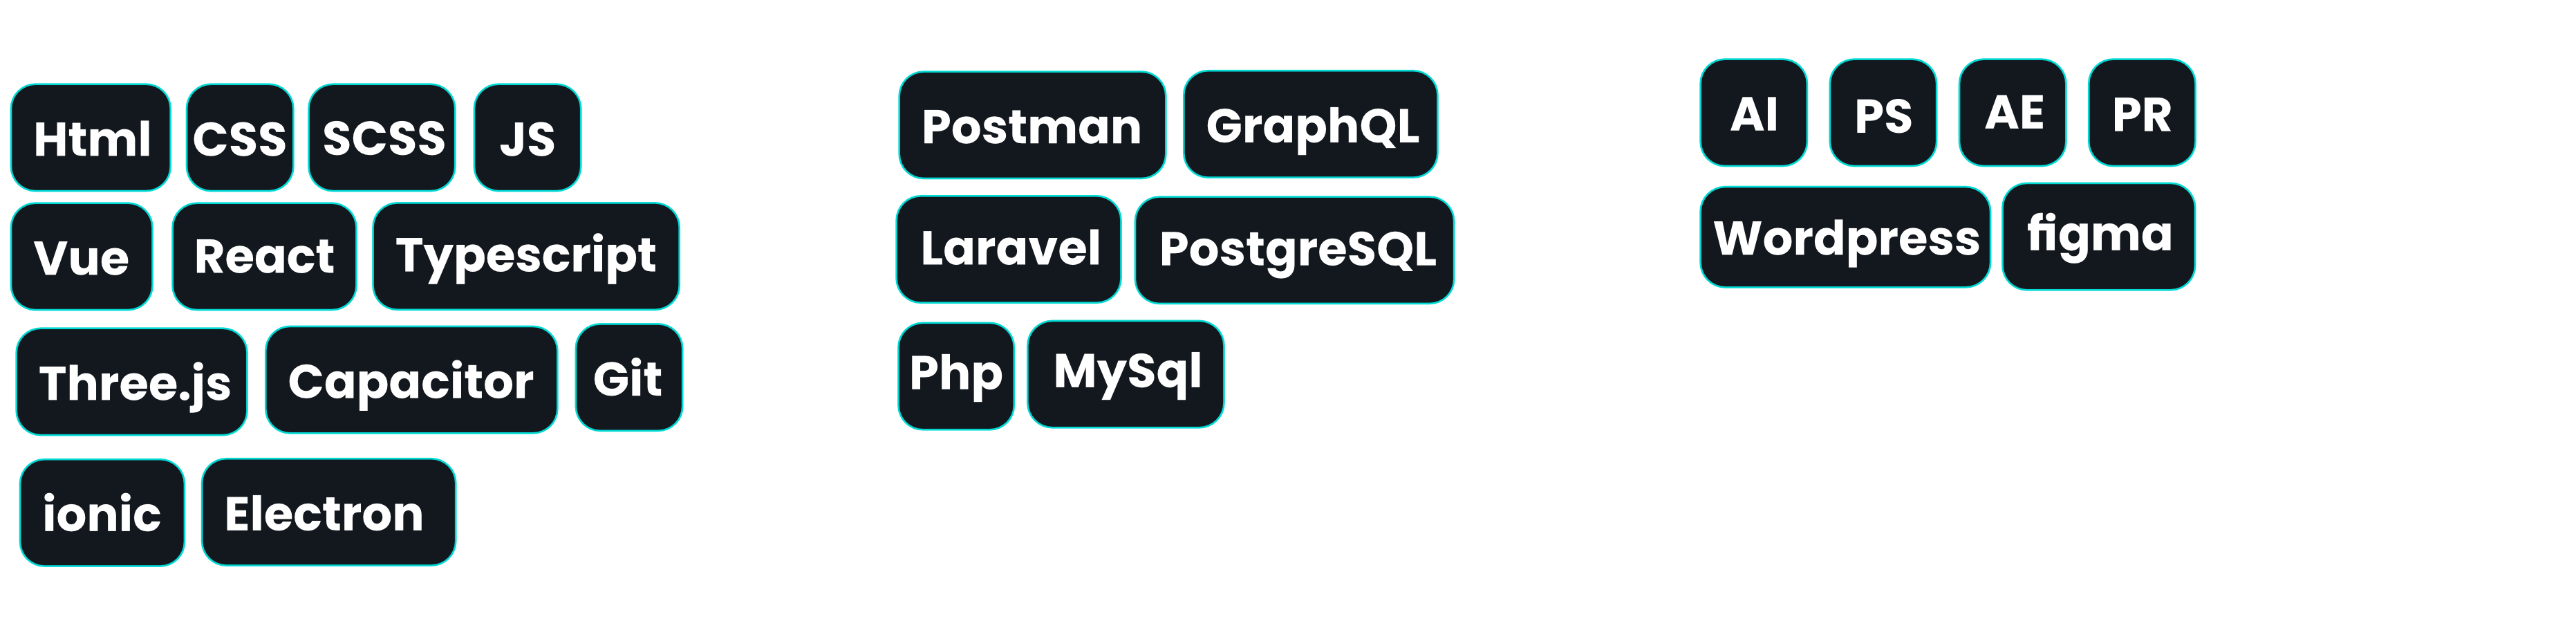 Html CSS SCSS JS
Vue React Typescript
Three.js Capacitor Git
ionic Electron
Postman GraphQL
Laravel PostgreSQL
Php MySql
AI PS AE PR
Wordpress figma